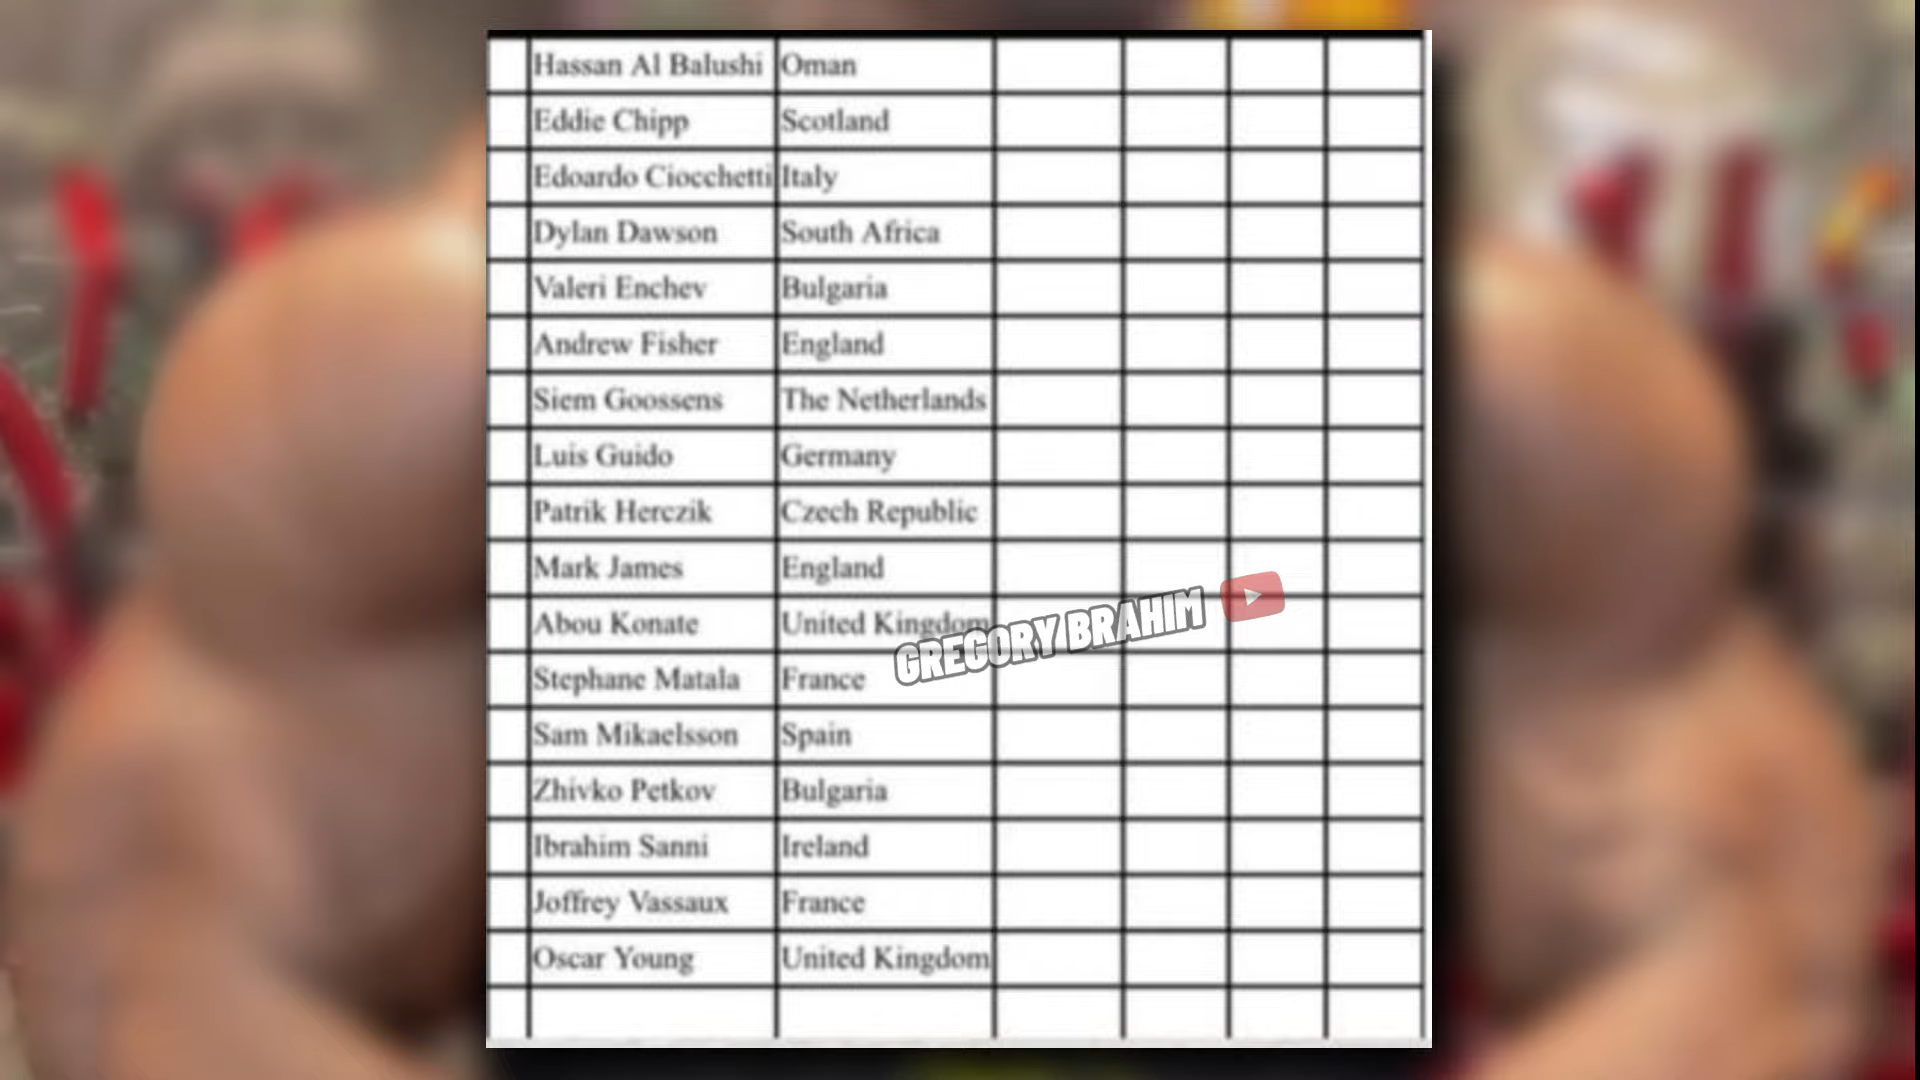 Hassan Al Balushi Oman
Eddie Chipp Scotland
Edoardo Ciocchetti Italy
Dylan Dawson South Africa
Valeri Enchev Bulgaria
Andrew Fisher England
Siem Goossens The Netherlands
Luis Guido Germany
Patrik Herczik Czech Republic
Mark James England
Abou Konate United Kingdom
GREGORY BRAHIM
Stephane Matala France
Sam Mikaelsson Spain
Zhivko Petkov Bulgaria
Ibrahim Sanni Ireland
Joffrey Vassaux France
Oscar Young United Kingdom